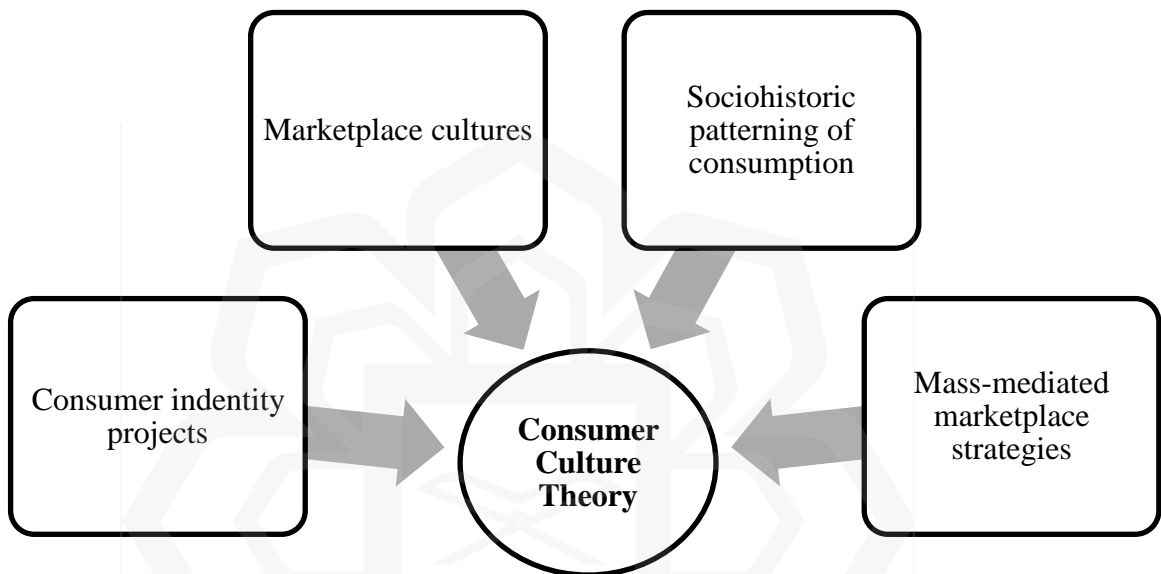 Marketplace cultures
Sociohistoric
patterning of
consumption
Consumer indentity
projects
Consumer
Culture
Theory
Mass-mediated
marketplace
strategies